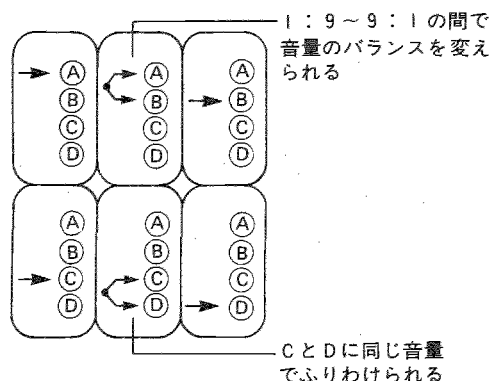 1:9〜9:1の間で
音量のバランスを変え
られる
A A A
B B B
C C C
D D D
A A A
B B B
C C C
D D D
CとDに同じ音量
でふりわけられる